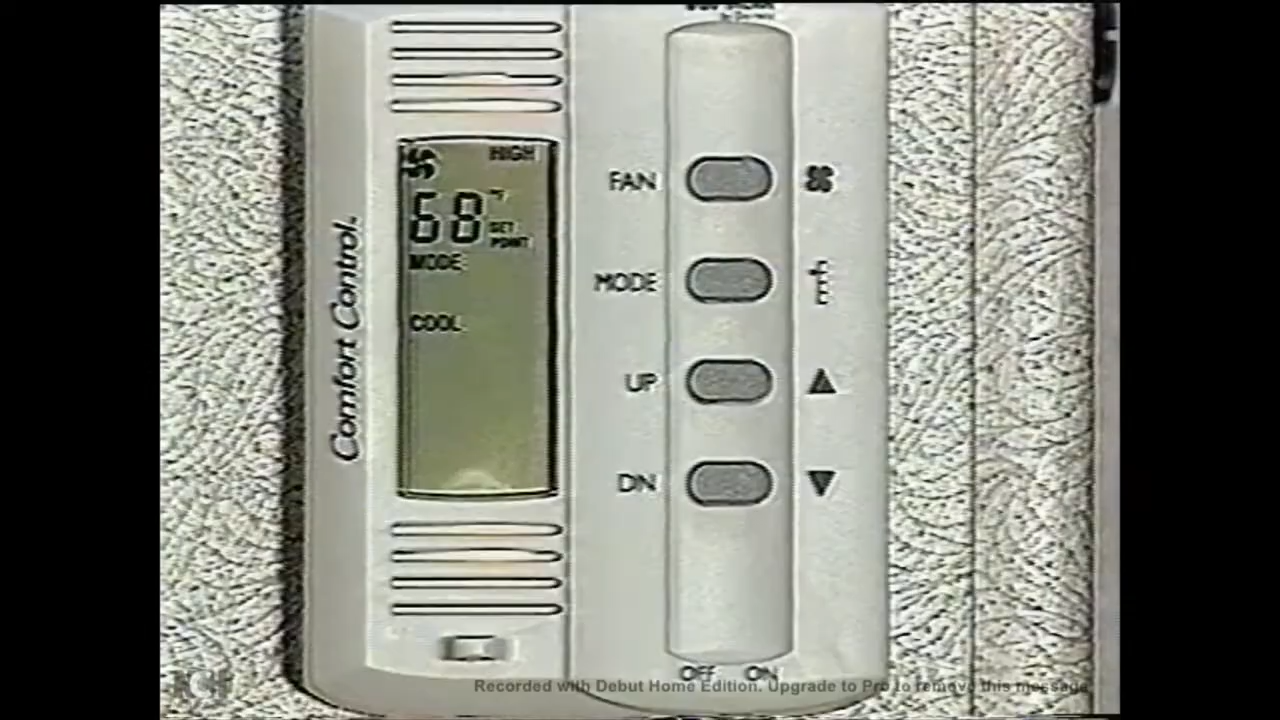 HIGH
68 °F
SET
POINT
MODE
COOL
Comfort Control
FAN
MODE
UP
DN
OFF ON
Recorded with Debut Home Edition. Upgrade to Pro to remove this message